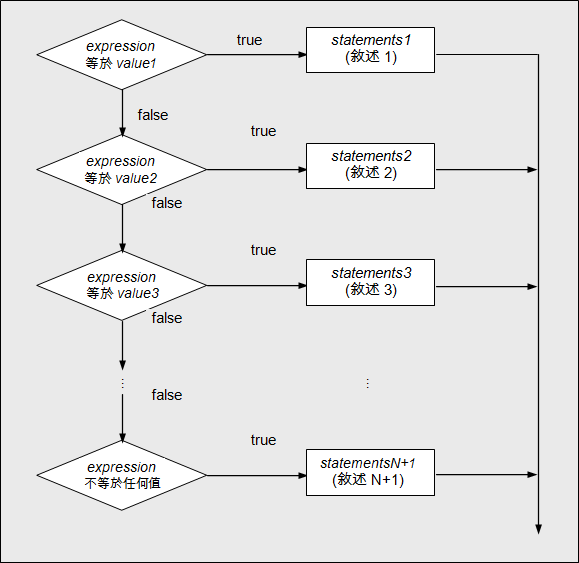 expression
等於 value1
true
statements1
(敘述 1)
false
expression
等於 value2
true
statements2
(敘述 2)
false
expression
等於 value3
true
statements3
(敘述 3)
false
⋮
⋮
false
expression
不等於任何值
true
statementsN+1
(敘述 N+1)